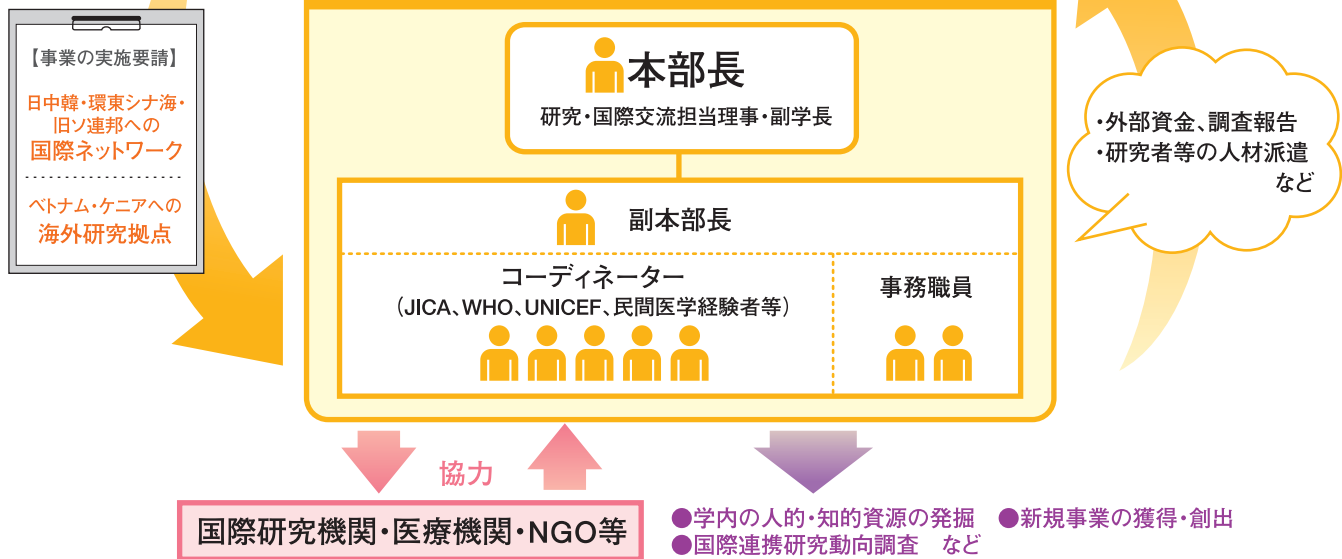 【事業の実施要請】
日中韓・環東シナ海・
旧ソ連邦への
国際ネットワーク
ベトナム・ケニアへの
海外研究拠点
本部長
研究・国際交流担当理事・副学長
・外部資金、調査報告
・研究者等の人材派遣
など
副本部長
コーディネーター
（JICA、WHO、UNICEF、民間医学経験者等）
事務職員
協力
国際研究機関・医療機関・NGO等
●学内の人的・知的資源の発掘 ●新規事業の獲得・創出
●国際連携研究動向調査 など